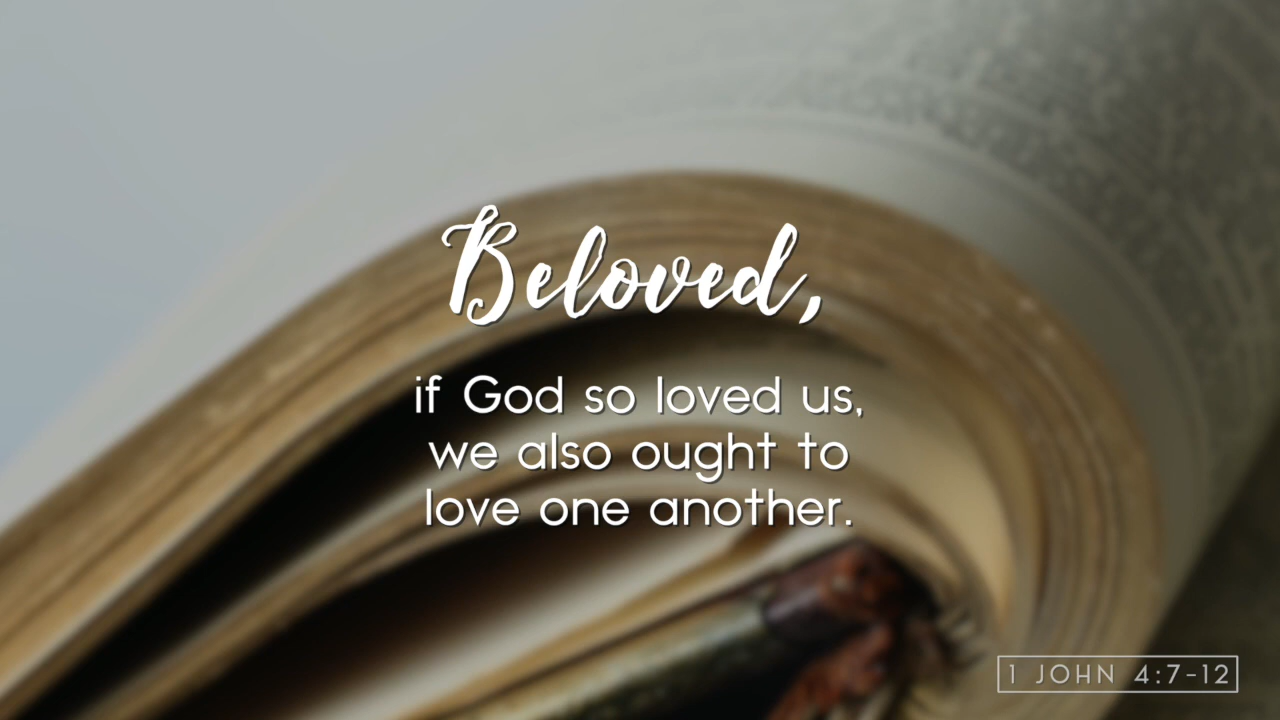 Beloved,
if God so loved us,
we also ought to
love one another.
1 JOHN 4:7-12